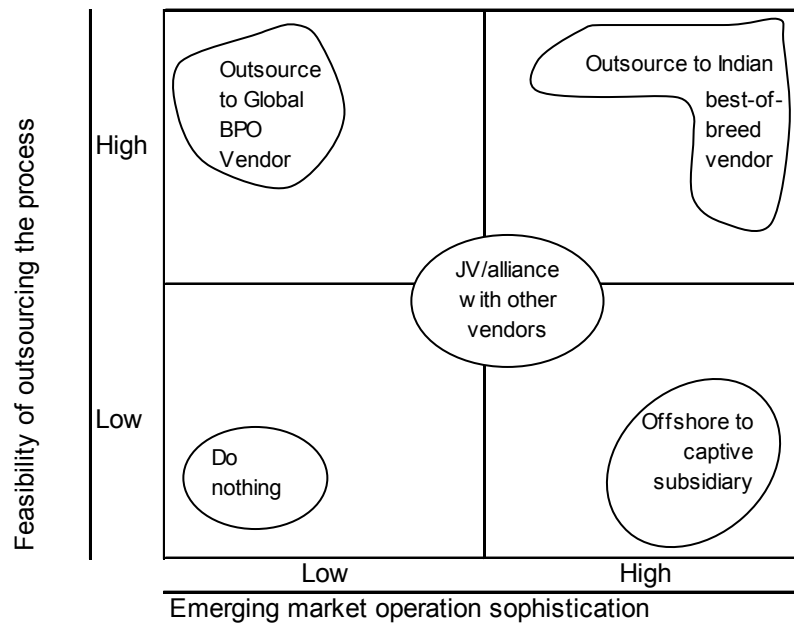 Feasibility of outsourcing the process
High
Low
Outsource
to Global
BPO
Vendor
Outsource to Indian
best-of-
breed
vendor
JV/alliance
with other
vendors
Do
nothing
Offshore to
captive
subsidiary
Low
High
Emerging market operation sophistication